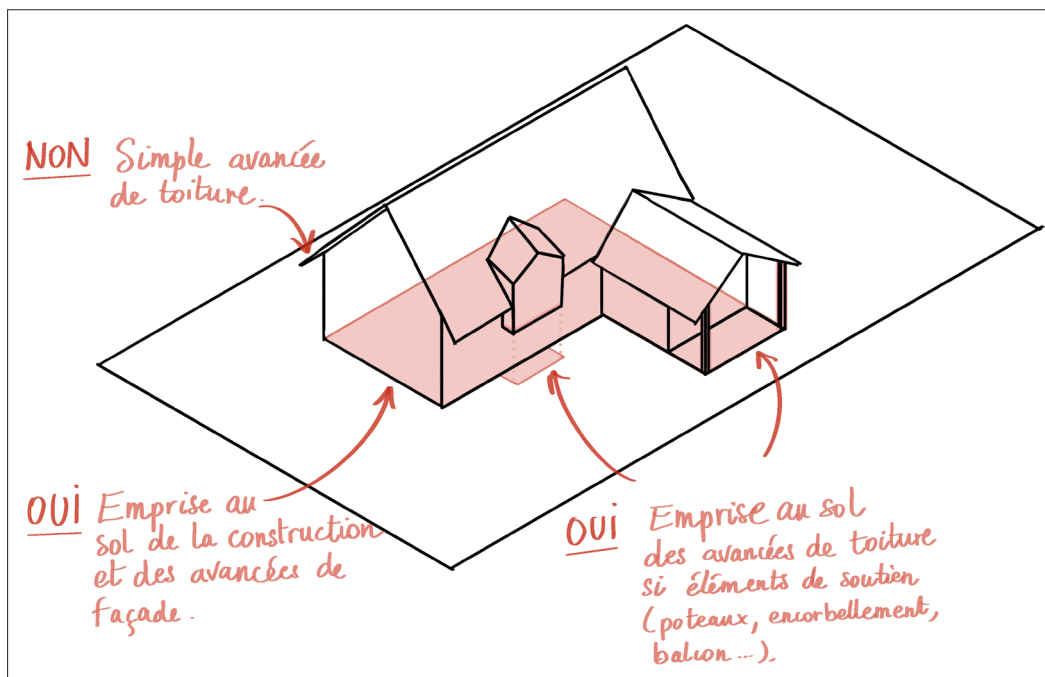 NON Simple avancée
de toiture.
OUI Emprise au
sol de la construction
et des avancées de
façade.
OUI Emprise au sol
des avancées de toiture
si éléments de soutien
(poteaux, encorbellement,
balcon...).